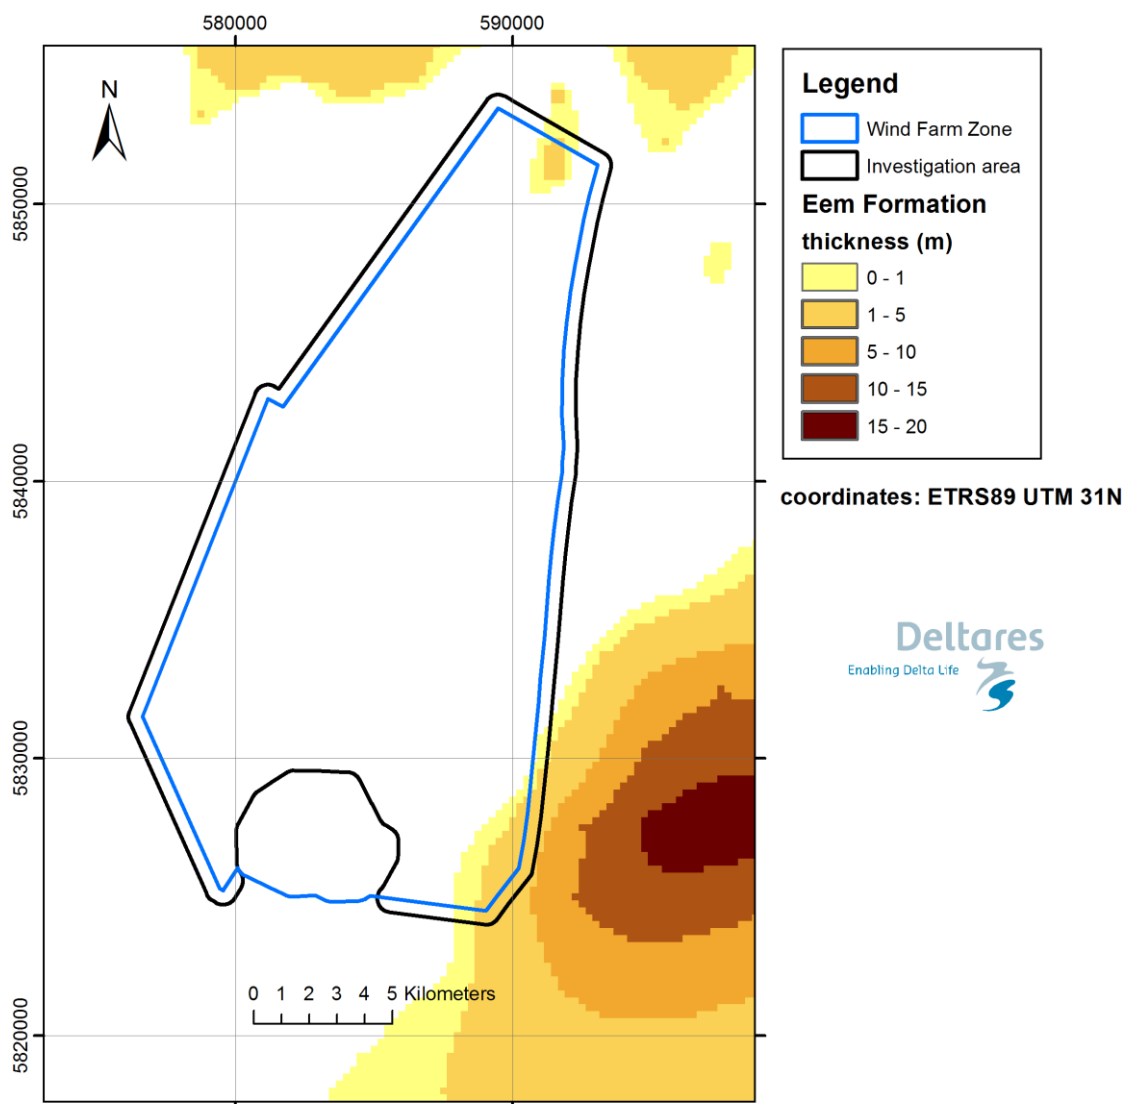 580000
590000
N
5850000
5840000
5830000
5820000
0 1 2 3 4 5 Kilometers
Legend
Wind Farm Zone
Investigation area
Eem Formation
thickness (m)
0 - 1
1 - 5
5 - 10
10 - 15
15 - 20
coordinates: ETRS89 UTM 31N
Deltares
Enabling Delta Life